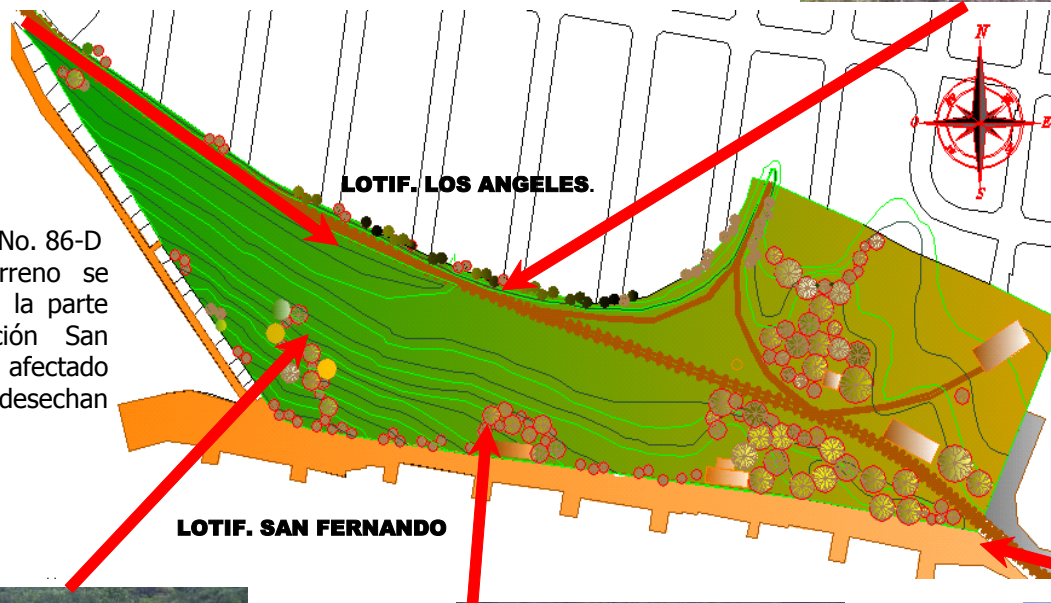 N
O
E
S
LOTIF. LOS ANGELES.
No. 86-D
rreno se
la parte
ción San
afectado
desechan
LOTIF. SAN FERNANDO